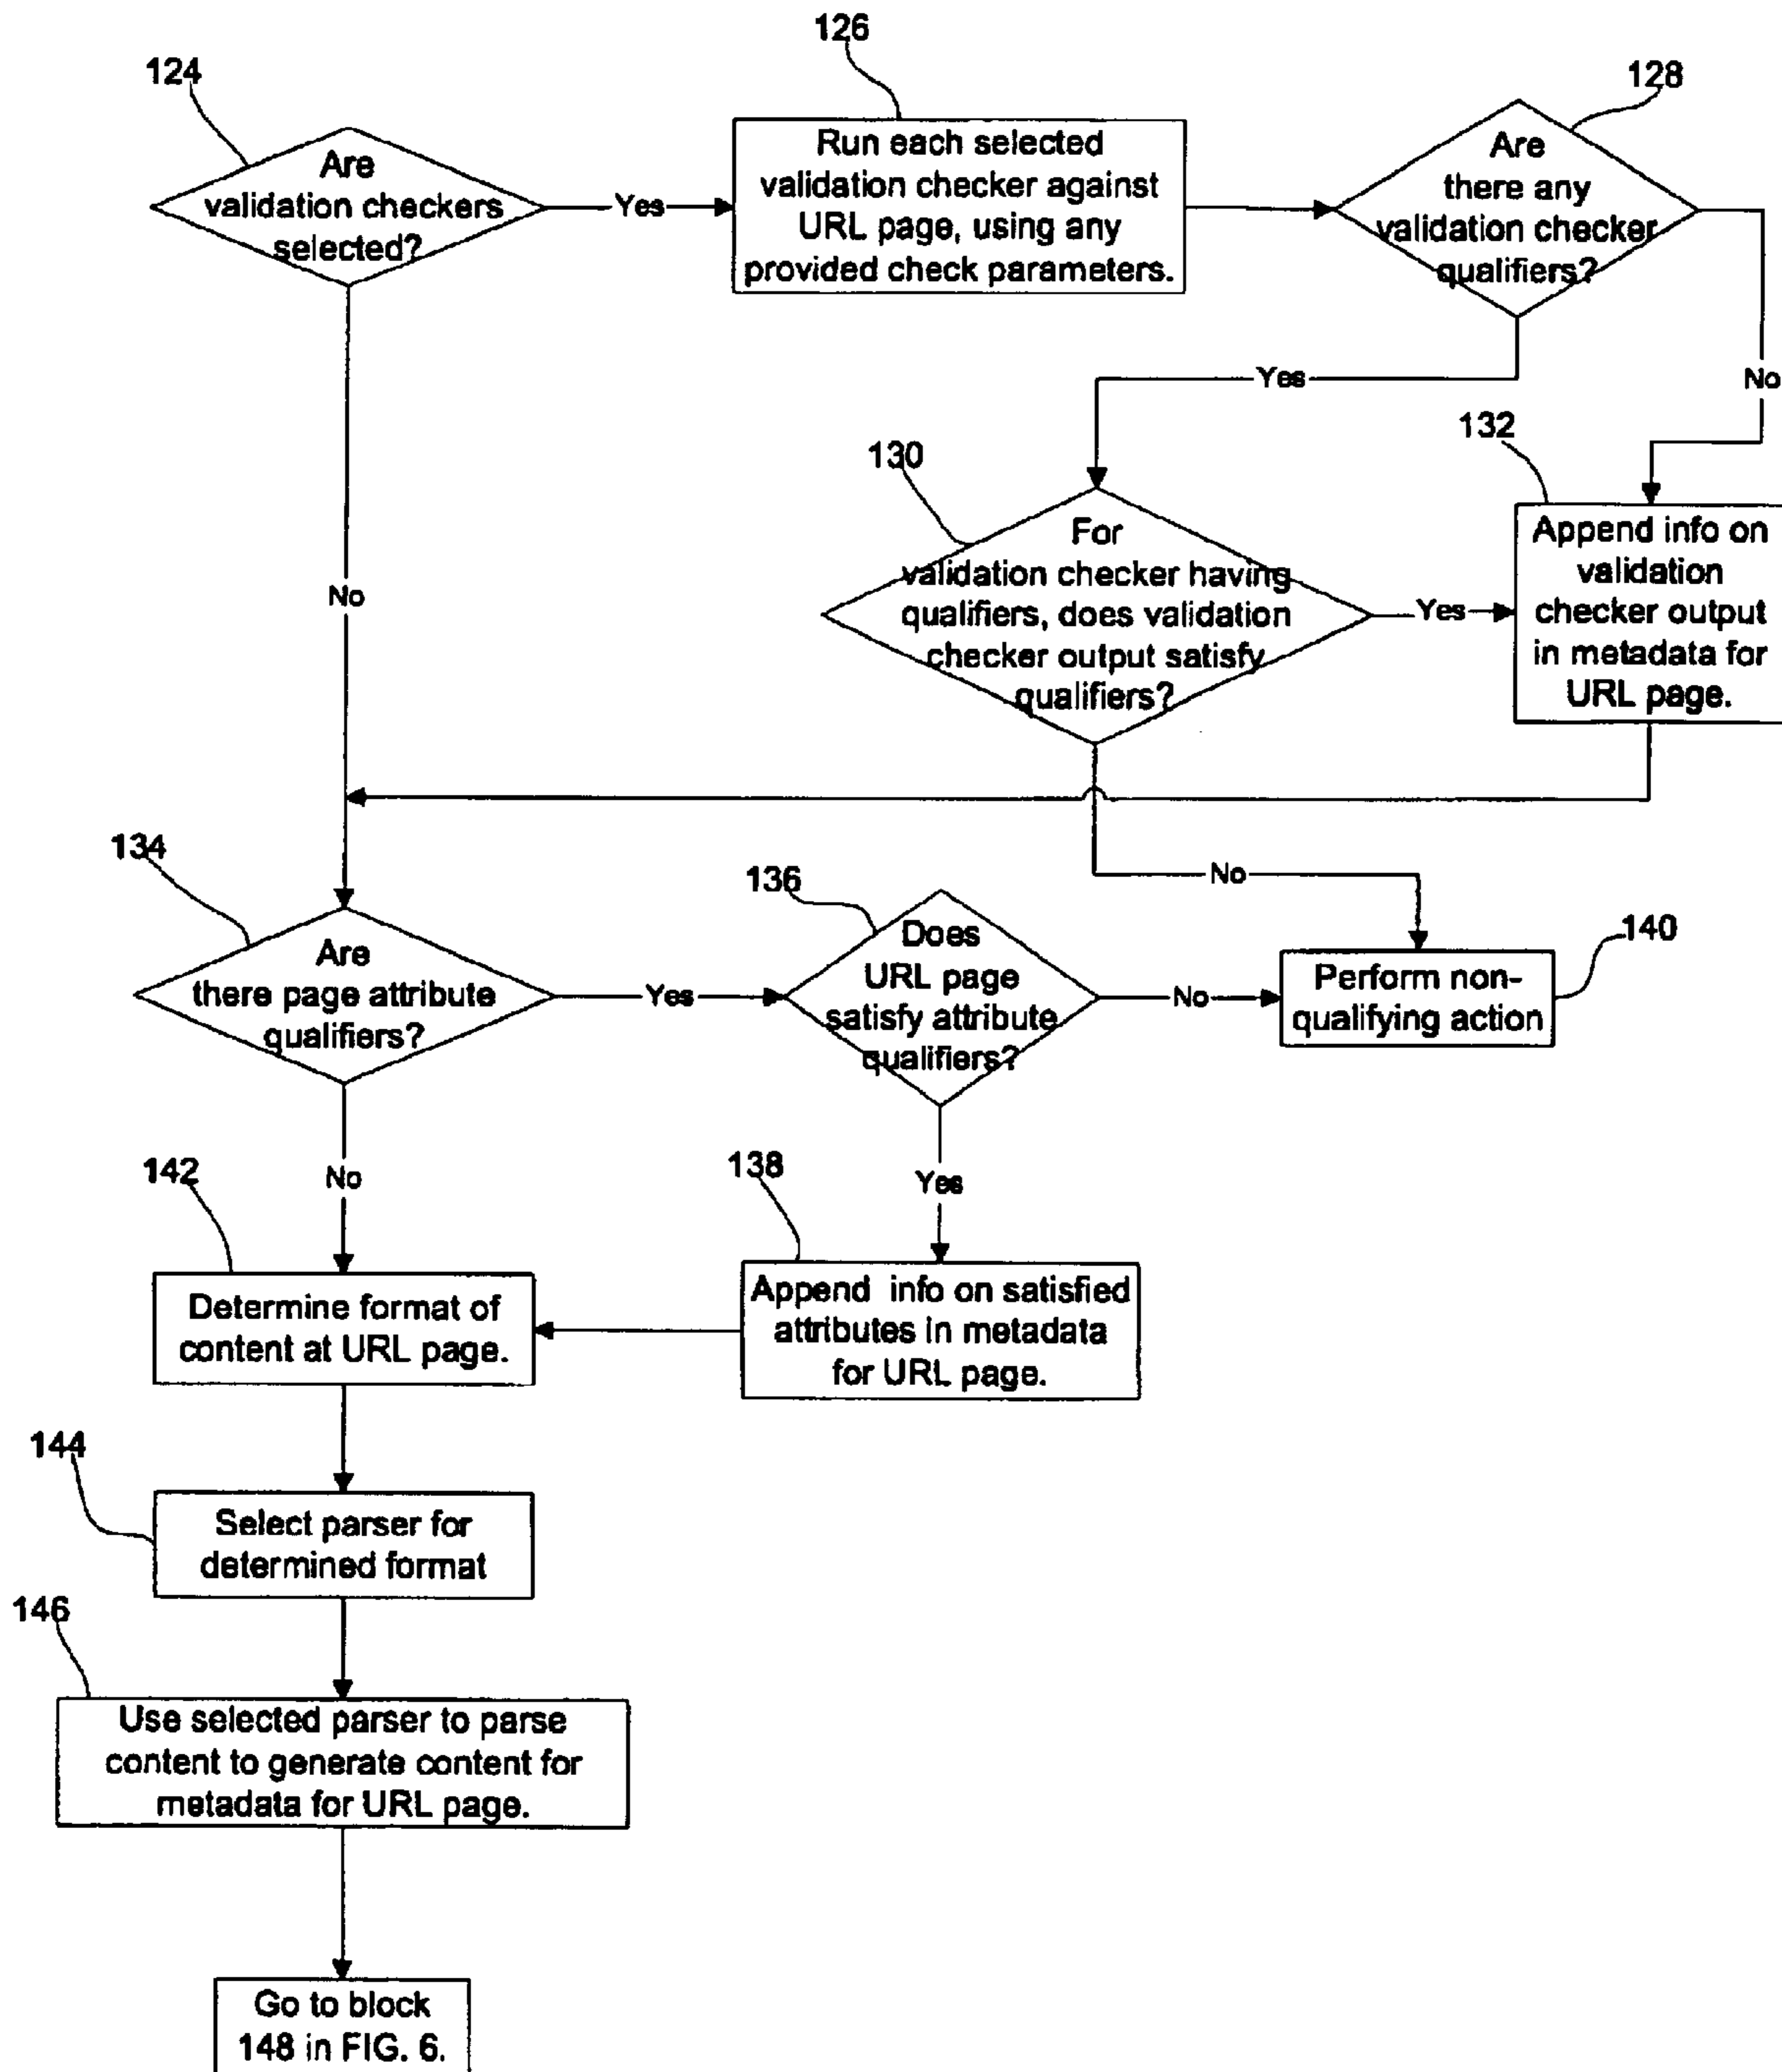 124
Are
validation checkers
selected?
Yes
126
Run each selected
validation checker against
URL page, using any
provided check parameters.
128
Are
there any
validation checker
qualifiers?
Yes
No
No
130
For
validation checker having
qualifiers, does validation
checker output satisfy
qualifiers?
Yes
132
Append info on
validation
checker output
in metadata for
URL page.
No
134
Are
there page attribute
qualifiers?
Yes
136
Does
URL page
satisfy attribute
qualifiers?
No
140
Perform non-
qualifying action
No
Yes
142
Determine format of
content at URL page.
138
Append info on satisfied
attributes in metadata
for URL page.
144
Select parser for
determined format
146
Use selected parser to parse
content to generate content for
metadata for URL page.
Go to block
148 in FIG. 6.